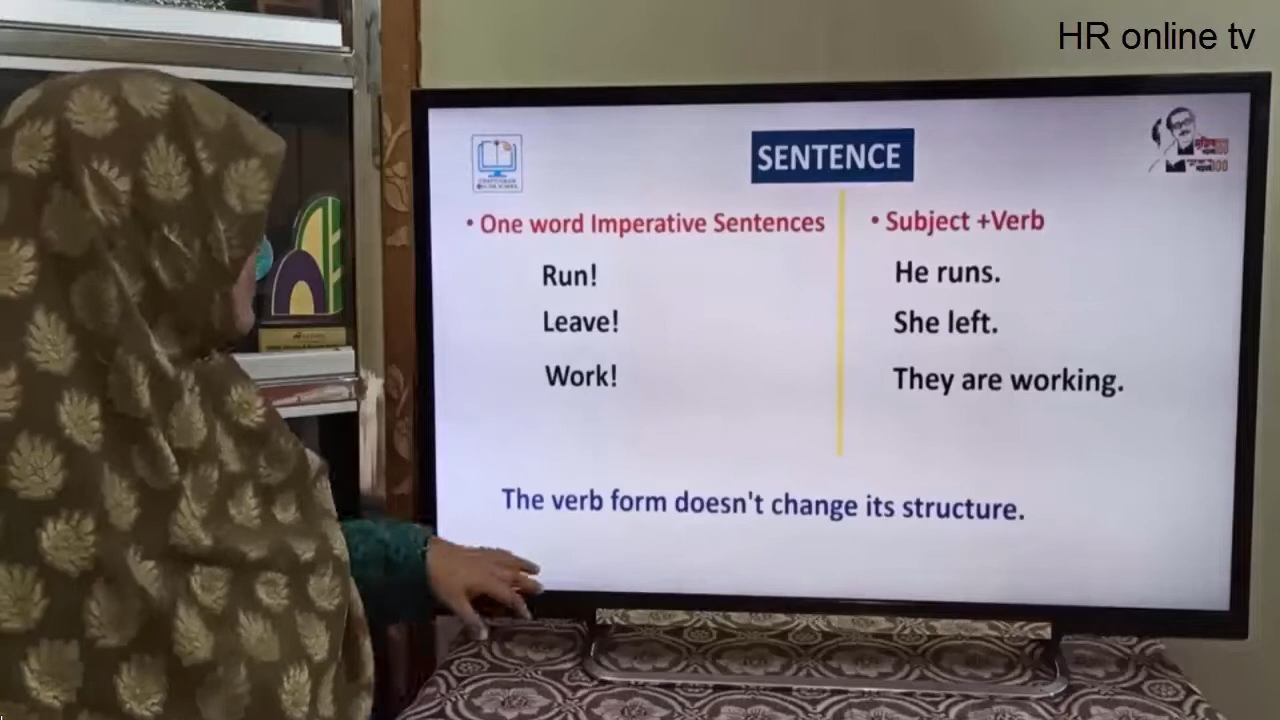 HR online tv
SENTENCE
• One word Imperative Sentences
Run!
Leave!
Work!
• Subject +Verb
He runs.
She left.
They are working.
The verb form doesn't change its structure.